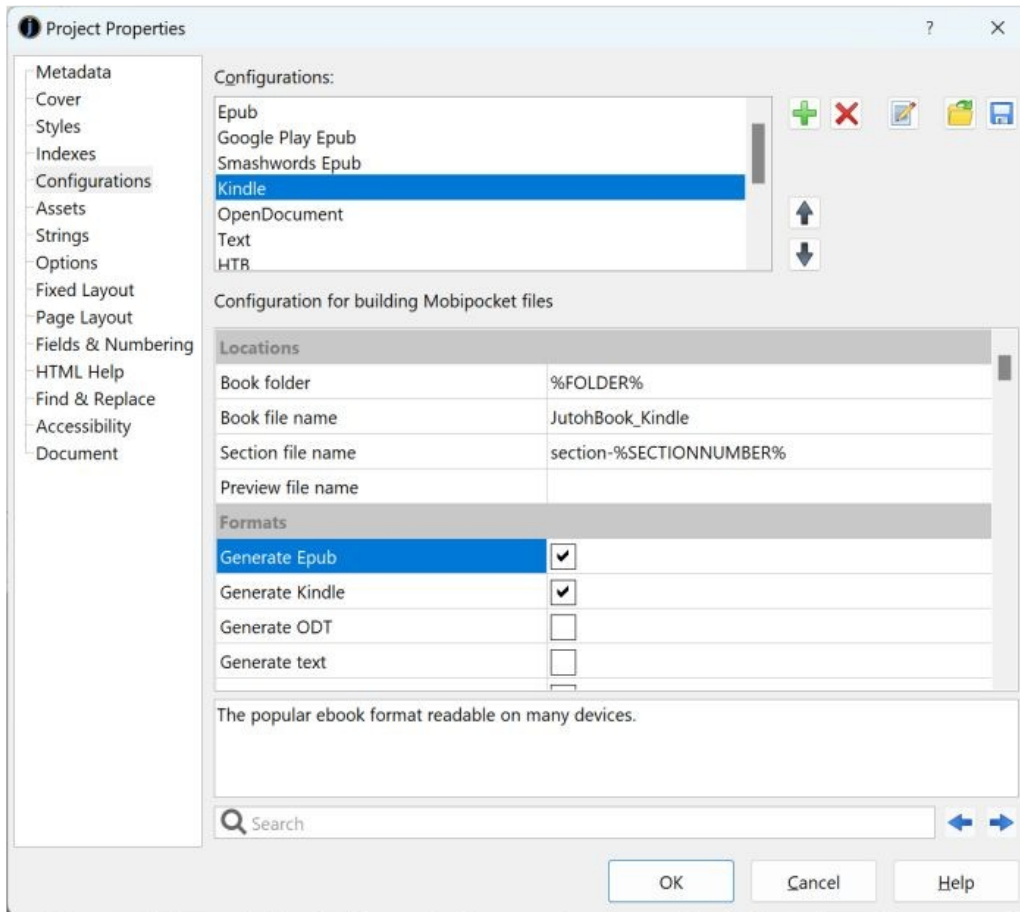 Project Properties
?
Metadata
Cover
Styles
Indexes
Configurations
Assets
Strings
Options
Fixed Layout
Page Layout
Fields & Numbering
HTML Help
Find & Replace
Accessibility
Document
Configurations:
Epub
Google Play Epub
Smashwords Epub
Kindle
OpenDocument
Text
HTB
Configuration for building Mobipocket files
Locations
Book folder %FOLDER%
Book file name JutohBook_Kindle
Section file name section-%SECTIONNUMBER%
Preview file name
Formats
Generate Epub
Generate Kindle
Generate ODT
Generate text
The popular ebook format readable on many devices.
Search
OK Cancel Help